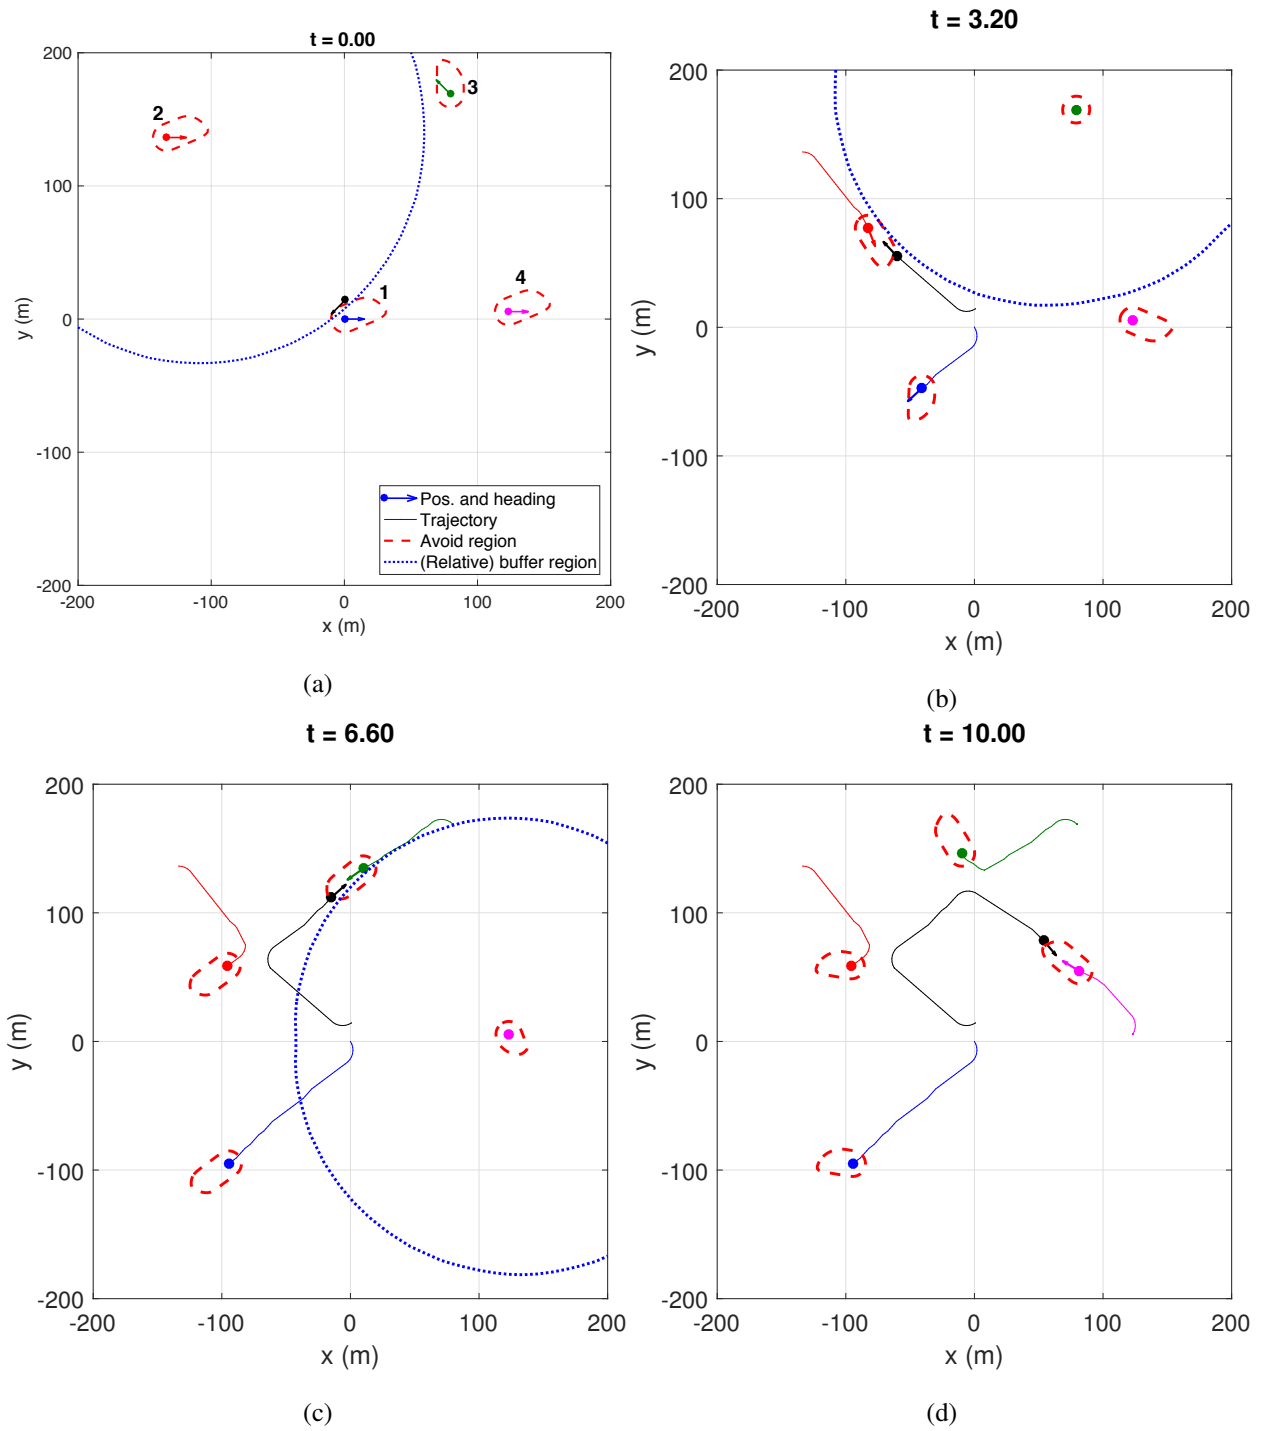 t = 0.00
200
100
0
-100
-200
-200
-100
0
100
200
y (m)
x (m)
1
2
3
4
Pos. and heading
Trajectory
Avoid region
(Relative) buffer region
(a)
t = 3.20
200
100
0
-100
-200
-200
-100
0
100
200
y (m)
x (m)
(b)
t = 6.60
200
100
0
-100
-200
-200
-100
0
100
200
y (m)
x (m)
(c)
t = 10.00
200
100
0
-100
-200
-200
-100
0
100
200
y (m)
x (m)
(d)